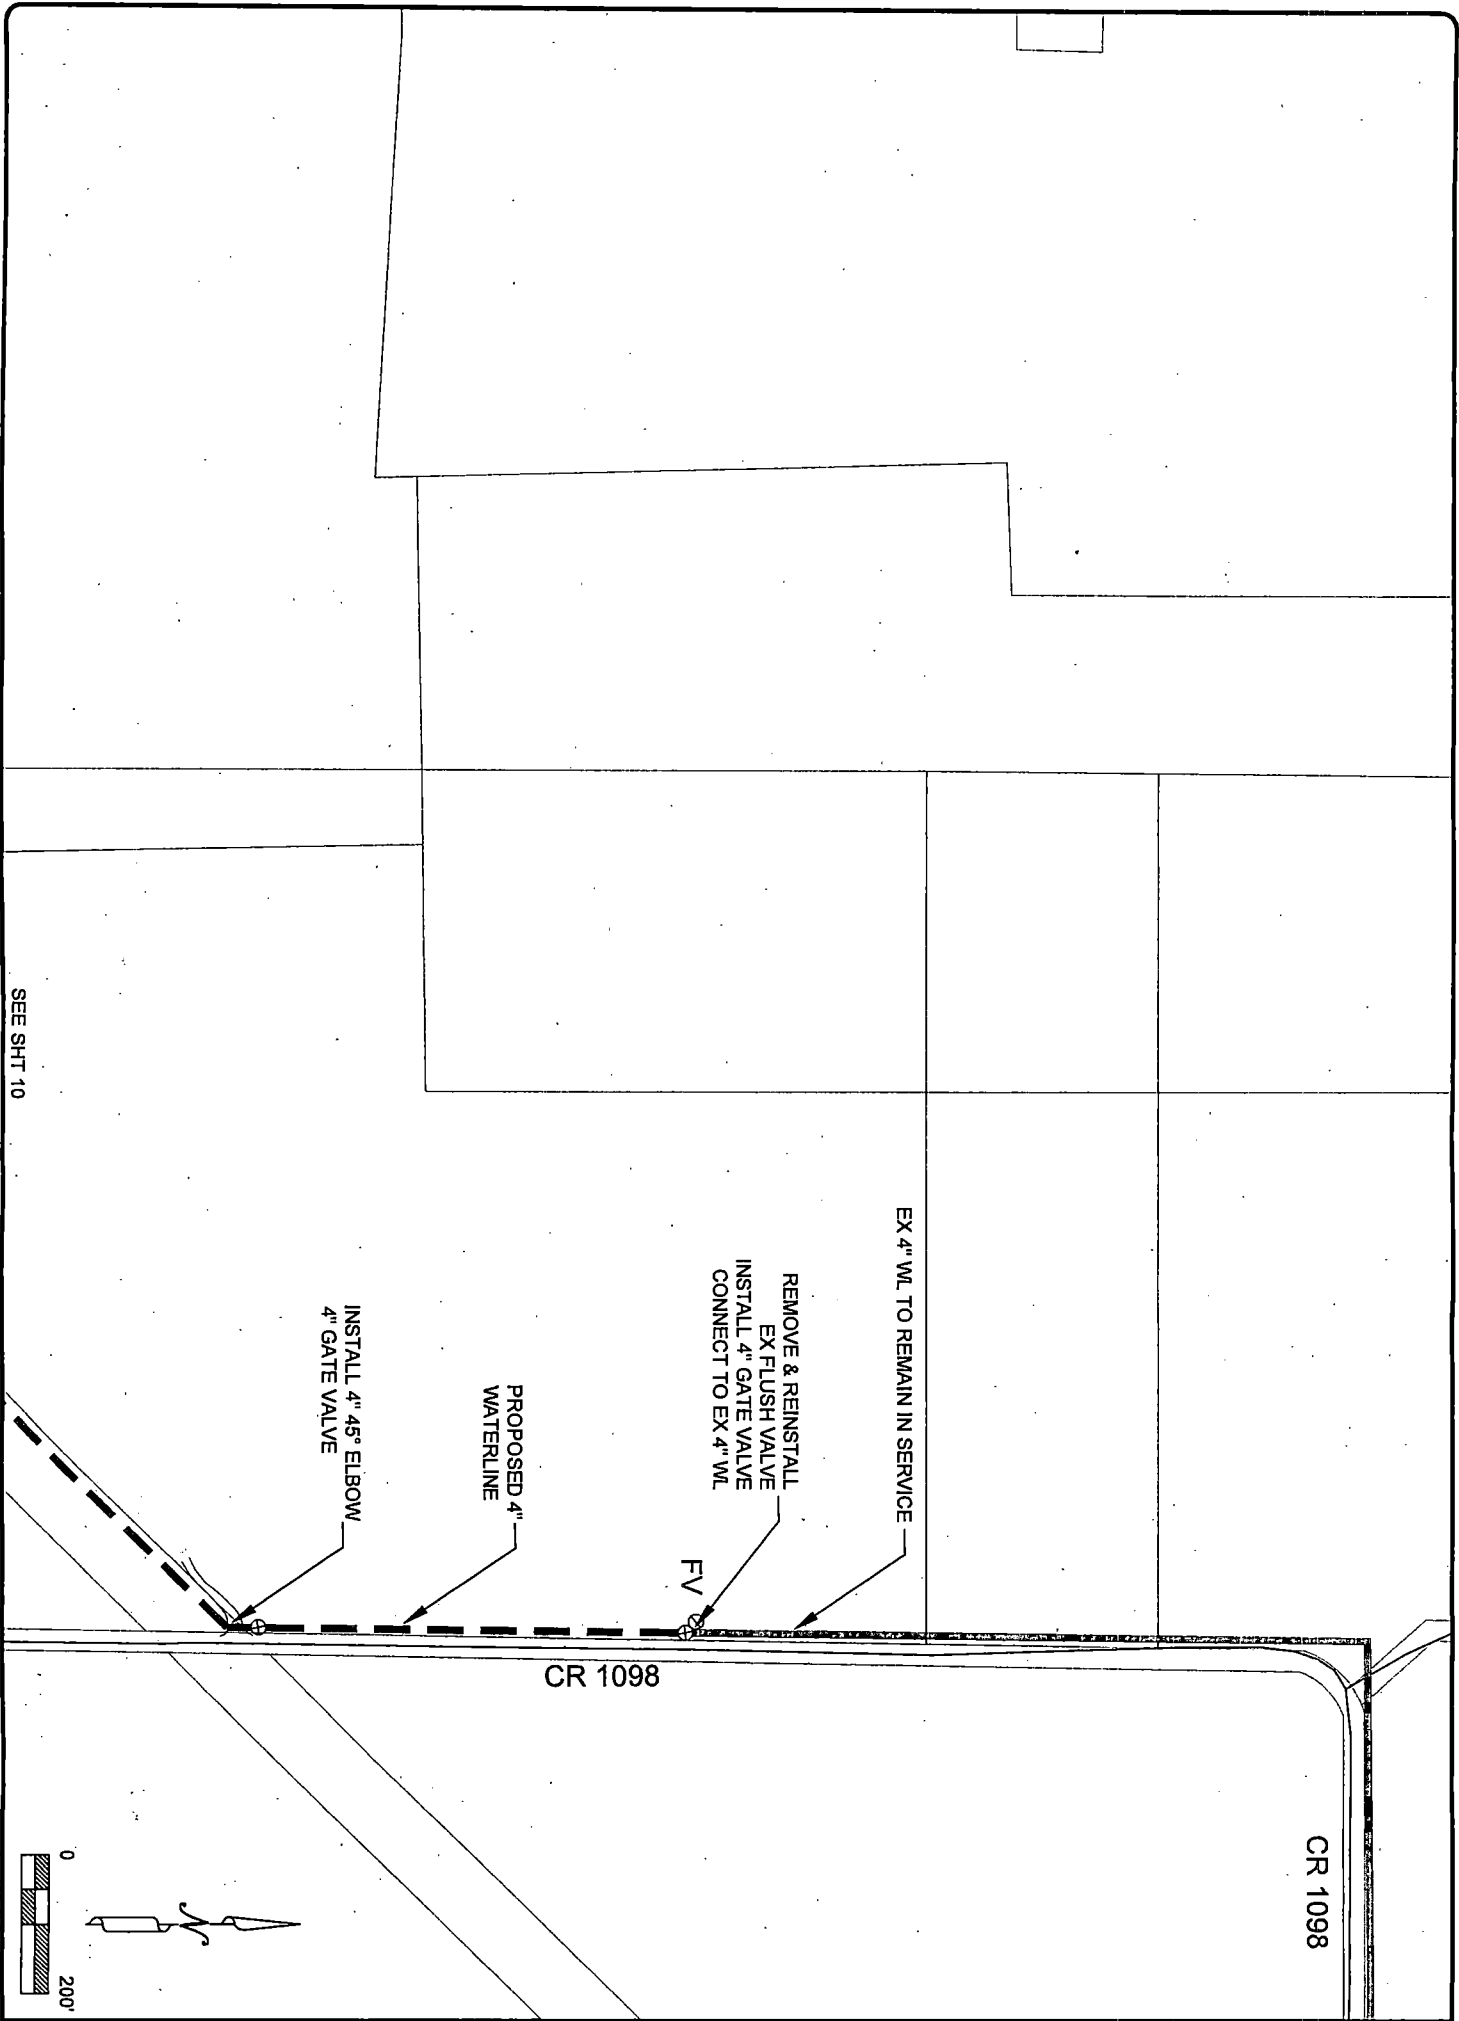 CR 1098
EX 4" WL TO REMAIN IN SERVICE
REMOVE & REINSTALL
EX FLUSH VALVE
INSTALL 4" GATE VALVE
CONNECT TO EX 4" WL
FV
CR 1098
PROPOSED 4"
WATERLINE
INSTALL 4" 45° ELBOW
4" GATE VALVE
0
200'
SEE SHT 10